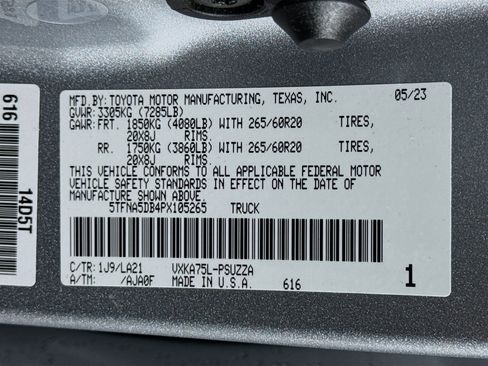 MFD.BY:TOYOTA MOTOR MANUFACTURING, TEXAS, INC. 05/23
GVWR: 3305KG (7285LB)
GAWR:FRT. 1850KG (4080LB) WITH 265/60R20 TIRES,
20X8J RIMS.
RR. 1750KG (3860LB) WITH 265/60R20 TIRES,
20X8J RIMS.
THIS VEHICLE CONFORMS TO ALL APPLICABLE FEDERAL MOTOR
VEHICLE SAFETY STANDARDS IN EFFECT ON THE DATE OF
MANUFACTURE SHOWN ABOVE.
5TFNA5DB4PX105265 TRUCK
C/TR:1J9/LA21 VXKA75L-PSUZZA
A/TM: /AJA0F MADE IN U.S.A. 616 1
616
14D5T